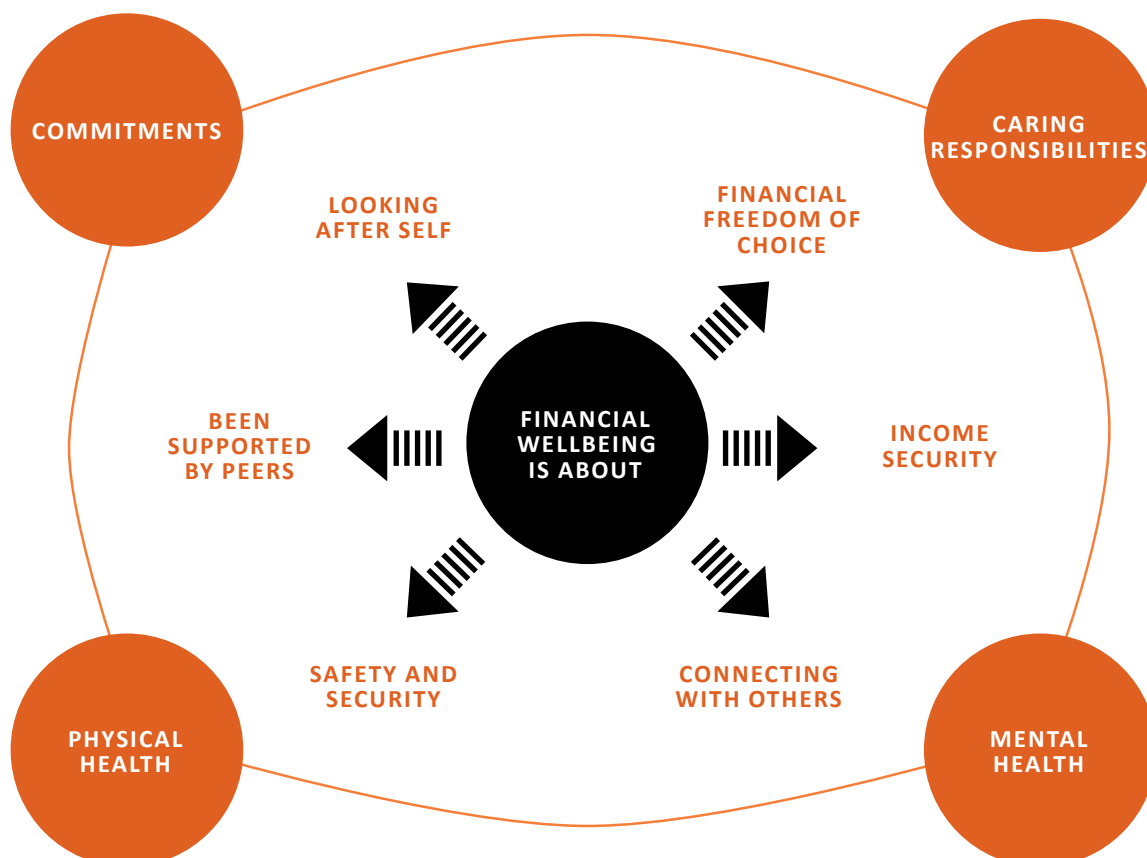 COMMITMENTS
CARING
RESPONSIBILITIES
LOOKING
AFTER SELF
FINANCIAL
FREEDOM OF
CHOICE
BEEN
SUPPORTED
BY PEERS
FINANCIAL
WELLBEING
IS ABOUT
INCOME
SECURITY
SAFETY AND
SECURITY
CONNECTING
WITH OTHERS
PHYSICAL
HEALTH
MENTAL
HEALTH